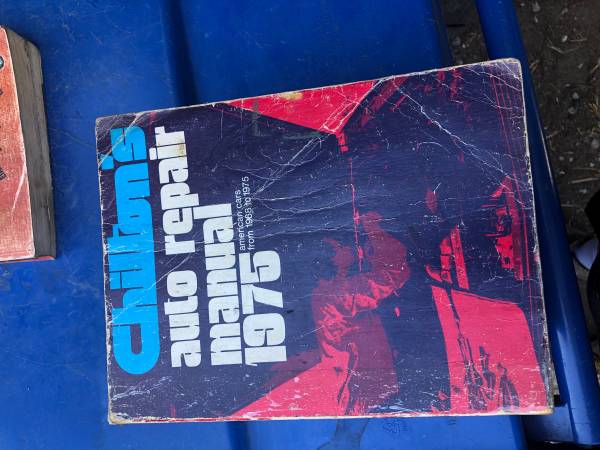 chilton's
auto repair
manual
american cars
from 1968 to 1975
1975